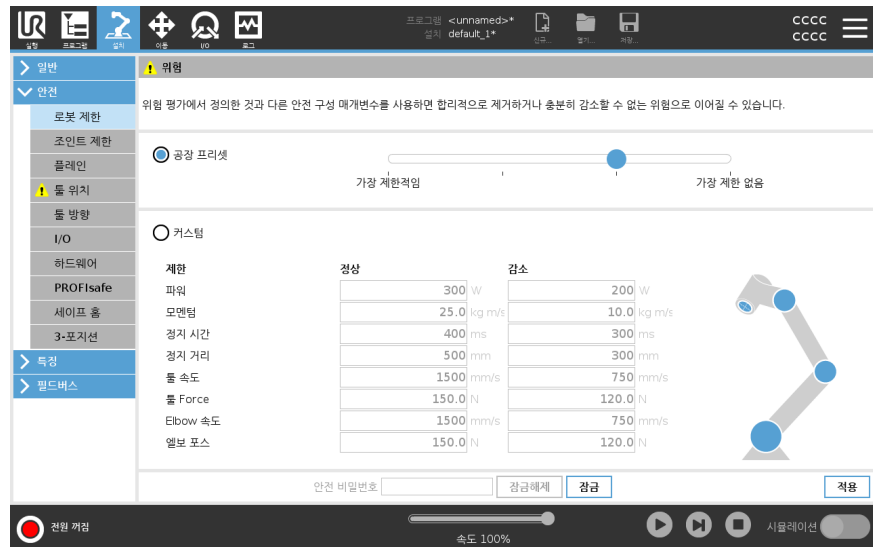 프로그램 <unnamed>*
설치 default_1*
UR
실행
프로그램
설치
이동
I/O
로그
신규...
열기...
저장...
cccc
cccc
일반
안전
로봇 제한
조인트 제한
플레인
툴 위치
툴 방향
I/O
하드웨어
PROFIsafe
세이프 홈
3-포지션
특징
필드버스
위험
위험 평가에서 정의한 것과 다른 안전 구성 매개변수를 사용하면 합리적으로 제거하거나 충분히 감소할 수 없는 위험으로 이어질 수 있습니다.
공장 프리셋
가장 제한적임 가장 제한 없음
커스텀
제한 정상 감소
파워 300 W 200 W
모멘텀 25.0 kg m/s 10.0 kg m/s
정지 시간 400 ms 300 ms
정지 거리 500 mm 300 mm
툴 속도 1500 mm/s 750 mm/s
툴 Force 150.0 N 120.0 N
Elbow 속도 1500 mm/s 750 mm/s
엘보 포스 150.0 N 120.0 N
안전 비밀번호 잠금해제 잠금 적용
전원 꺼짐
속도 100%
시뮬레이션